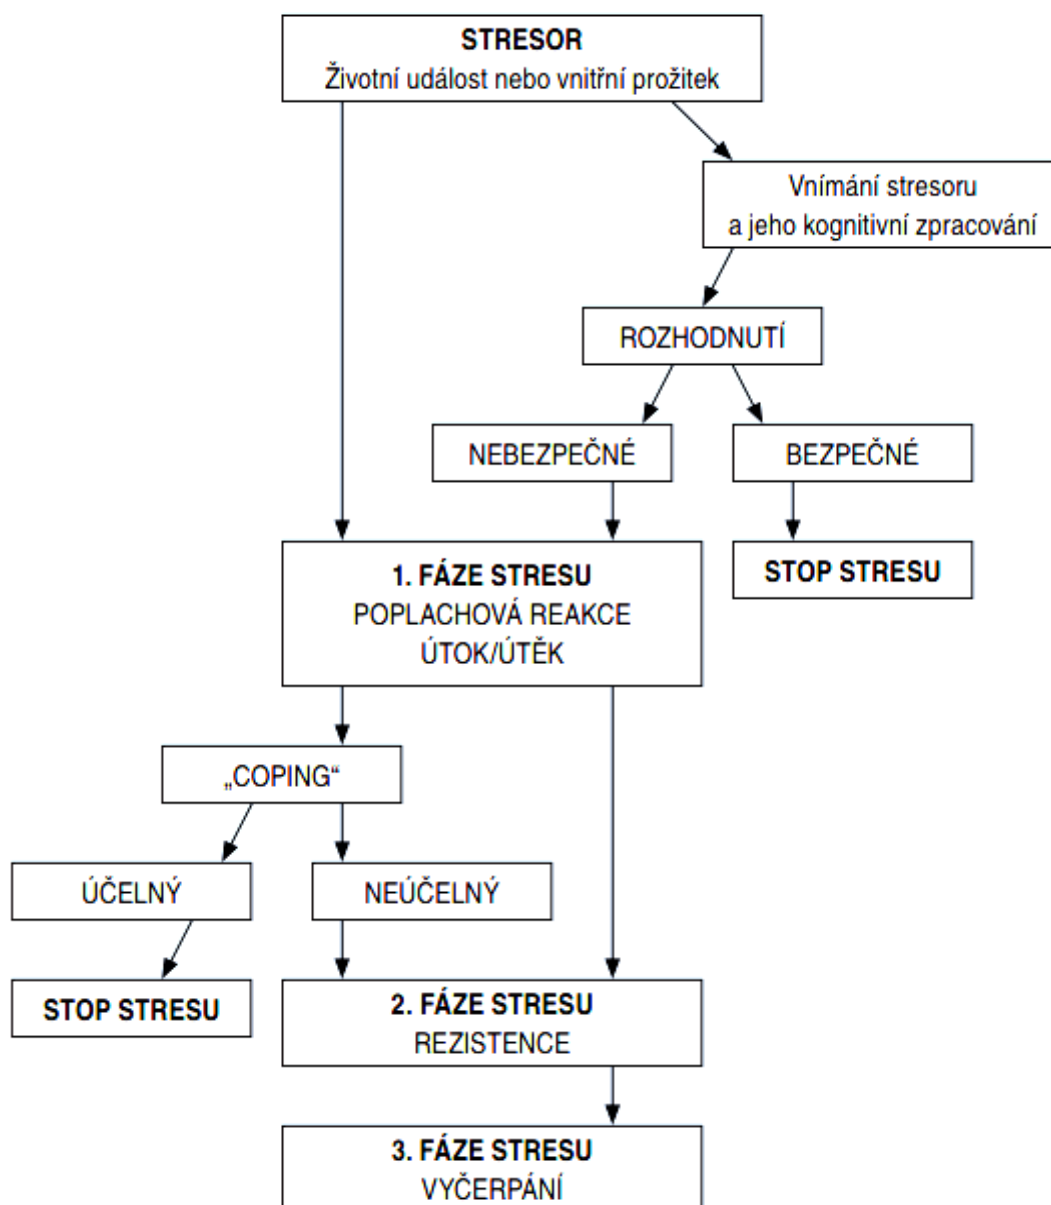 STRESOR
Životní událost nebo vnitřní prožitek
Vnímání stresoru
a jeho kognitivní zpracování
ROZHODNUTÍ
NEBEZPEČNÉ
BEZPEČNÉ
1. FÁZE STRESU
POPLACHOVÁ REAKCE
ÚTOK/ÚTĚK
STOP STRESU
„COPING“
ÚČELNÝ
NEÚČELNÝ
STOP STRESU
2. FÁZE STRESU
REZISTENCE
3. FÁZE STRESU
VYČERPÁNÍ